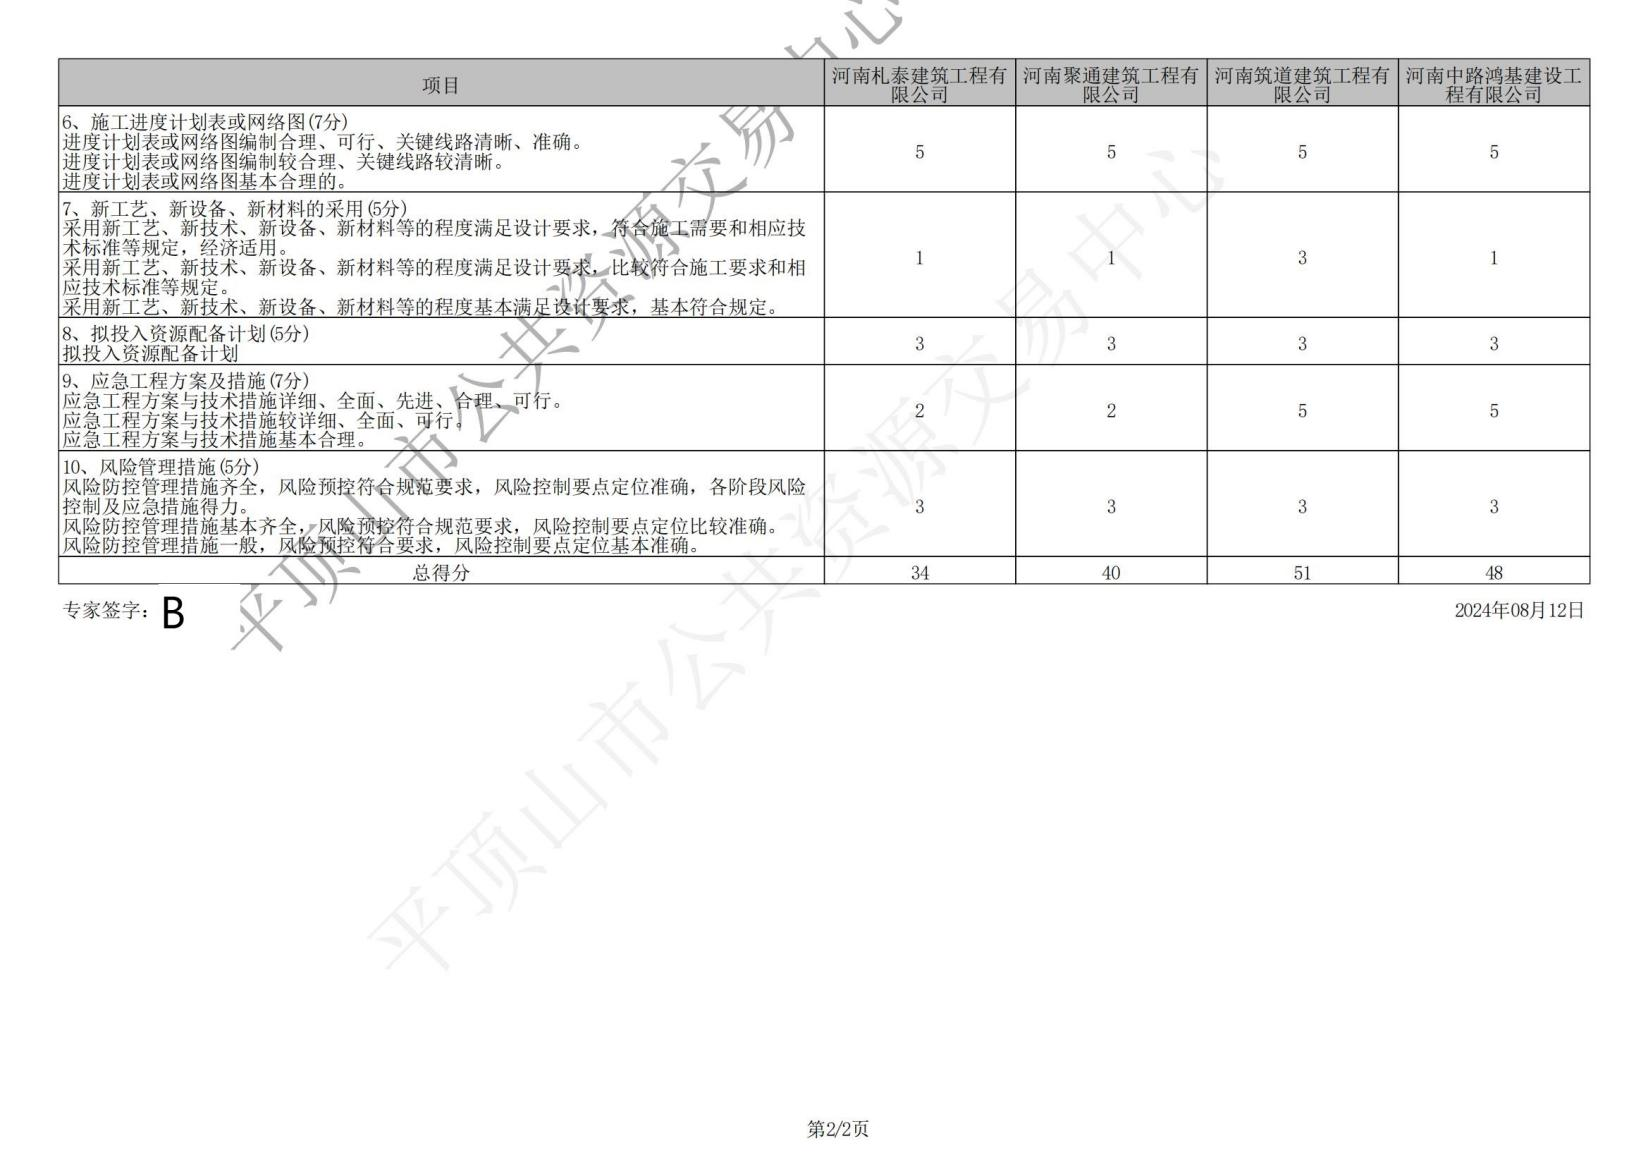 项目
河南札泰建筑工程有
限公司
河南聚通建筑工程有
限公司
河南筑道建筑工程有
限公司
河南中路鸿基建设工
程有限公司
6、施工进度计划表或网络图(7分)
进度计划表或网络图编制合理、可行、关键线路清晰、准确。
进度计划表或网络图编制较合理、关键线路较清晰。
进度计划表或网络图基本合理的。
5 5 5 5
7、新工艺、新设备、新材料的采用(5分)
采用新工艺、新技术、新设备、新材料等的程度满足设计要求，符合施工需要和相应技
术标准等规定，经济适用。
采用新工艺、新技术、新设备、新材料等的程度满足设计要求，比较符合施工要求和相
应技术标准等规定。
采用新工艺、新技术、新设备、新材料等的程度基本满足设计要求，基本符合规定。
1 1 3 1
8、拟投入资源配备计划(5分)
拟投入资源配备计划
3 3 3 3
9、应急工程方案及措施(7分)
应急工程方案与技术措施详细、全面、先进、合理、可行。
应急工程方案与技术措施较详细、全面、可行。
应急工程方案与技术措施基本合理。
2 2 5 5
10、风险管理措施(5分)
风险防控管理措施齐全，风险预控符合规范要求，风险控制要点定位准确，各阶段风险
控制及应急措施得力。
风险防控管理措施基本齐全，风险预控符合规范要求，风险控制要点定位比较准确。
风险防控管理措施一般，风险预控符合要求，风险控制要点定位基本准确。
3 3 3 3
总得分 34 40 51 48
专家签字：B 2024年08月12日
平顶山市公共资源交易中心
平顶山市公共资源交易中心
第2/2页